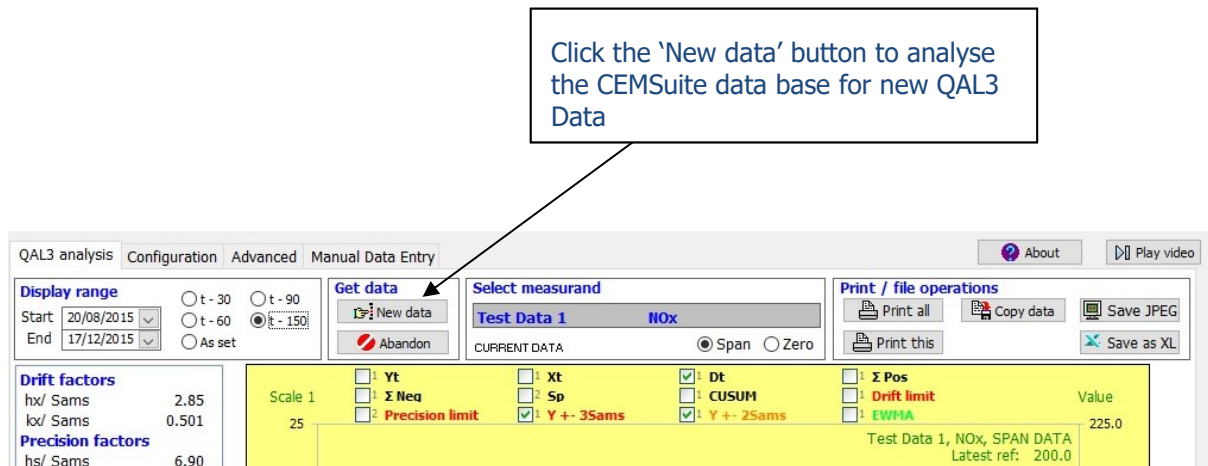 Click the ‘New data’ button to analyse
the CEMSuite data base for new QAL3
Data
QAL3 analysis Configuration Advanced Manual Data Entry About Play video
Display range
t - 30 t - 90
Start 20/08/2015 t - 60 t - 150
End 17/12/2015 As set
Get data
New data
Abandon
Select measurand
Test Data 1 NOx
CURRENT DATA Span Zero
Print / file operations
Print all Copy data Save JPEG
Print this Save as XL
Drift factors
hx/ Sams 2.85
kx/ Sams 0.501
Precision factors
hs/ Sams 6.90
1 Yt 1 Xt 1 Dt 1 Σ Pos
Scale 1 1 Σ Neg 2 Sp 1 CUSUM 1 Drift limit Value
2 Precision limit 1 Y +- 3Sams 1 Y +- 2Sams 1 EWMA
25 225.0
Test Data 1, NOx, SPAN DATA
Latest ref: 200.0